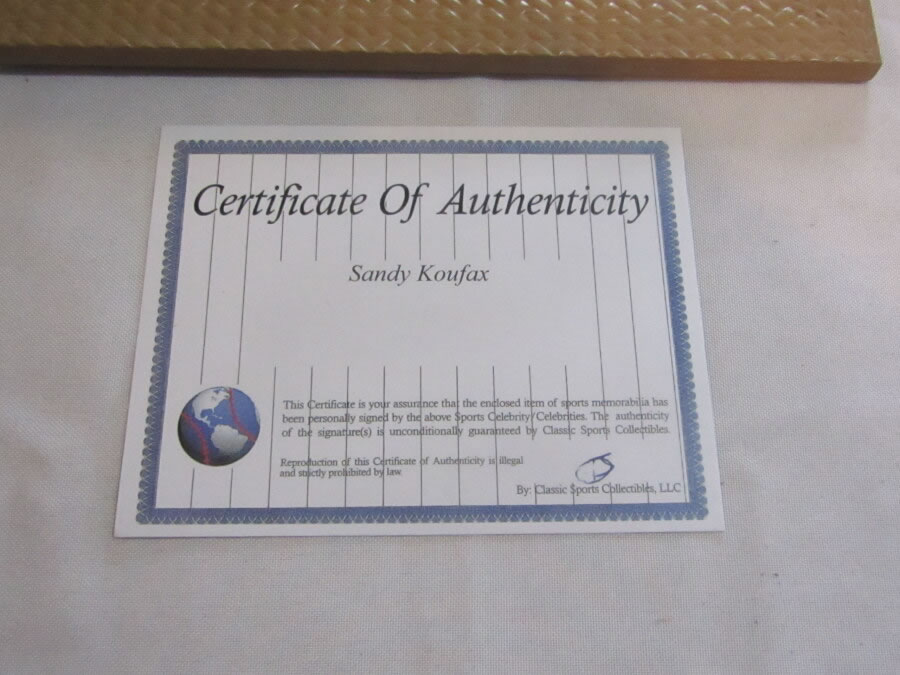 Certificate Of Authenticity
Sandy Koufax
This Certificate is your assurance that the enclosed item of sports memorabilia has
been personally signed by the above Sports Celebrity/Celebrities. The authenticity
of the signature(s) is unconditionally guaranteed by Classic Sports Collectibles.
Reproduction of this Certificate of Authenticity is illegal
and strictly prohibited by law.
By: Classic Sports Collectibles, LLC